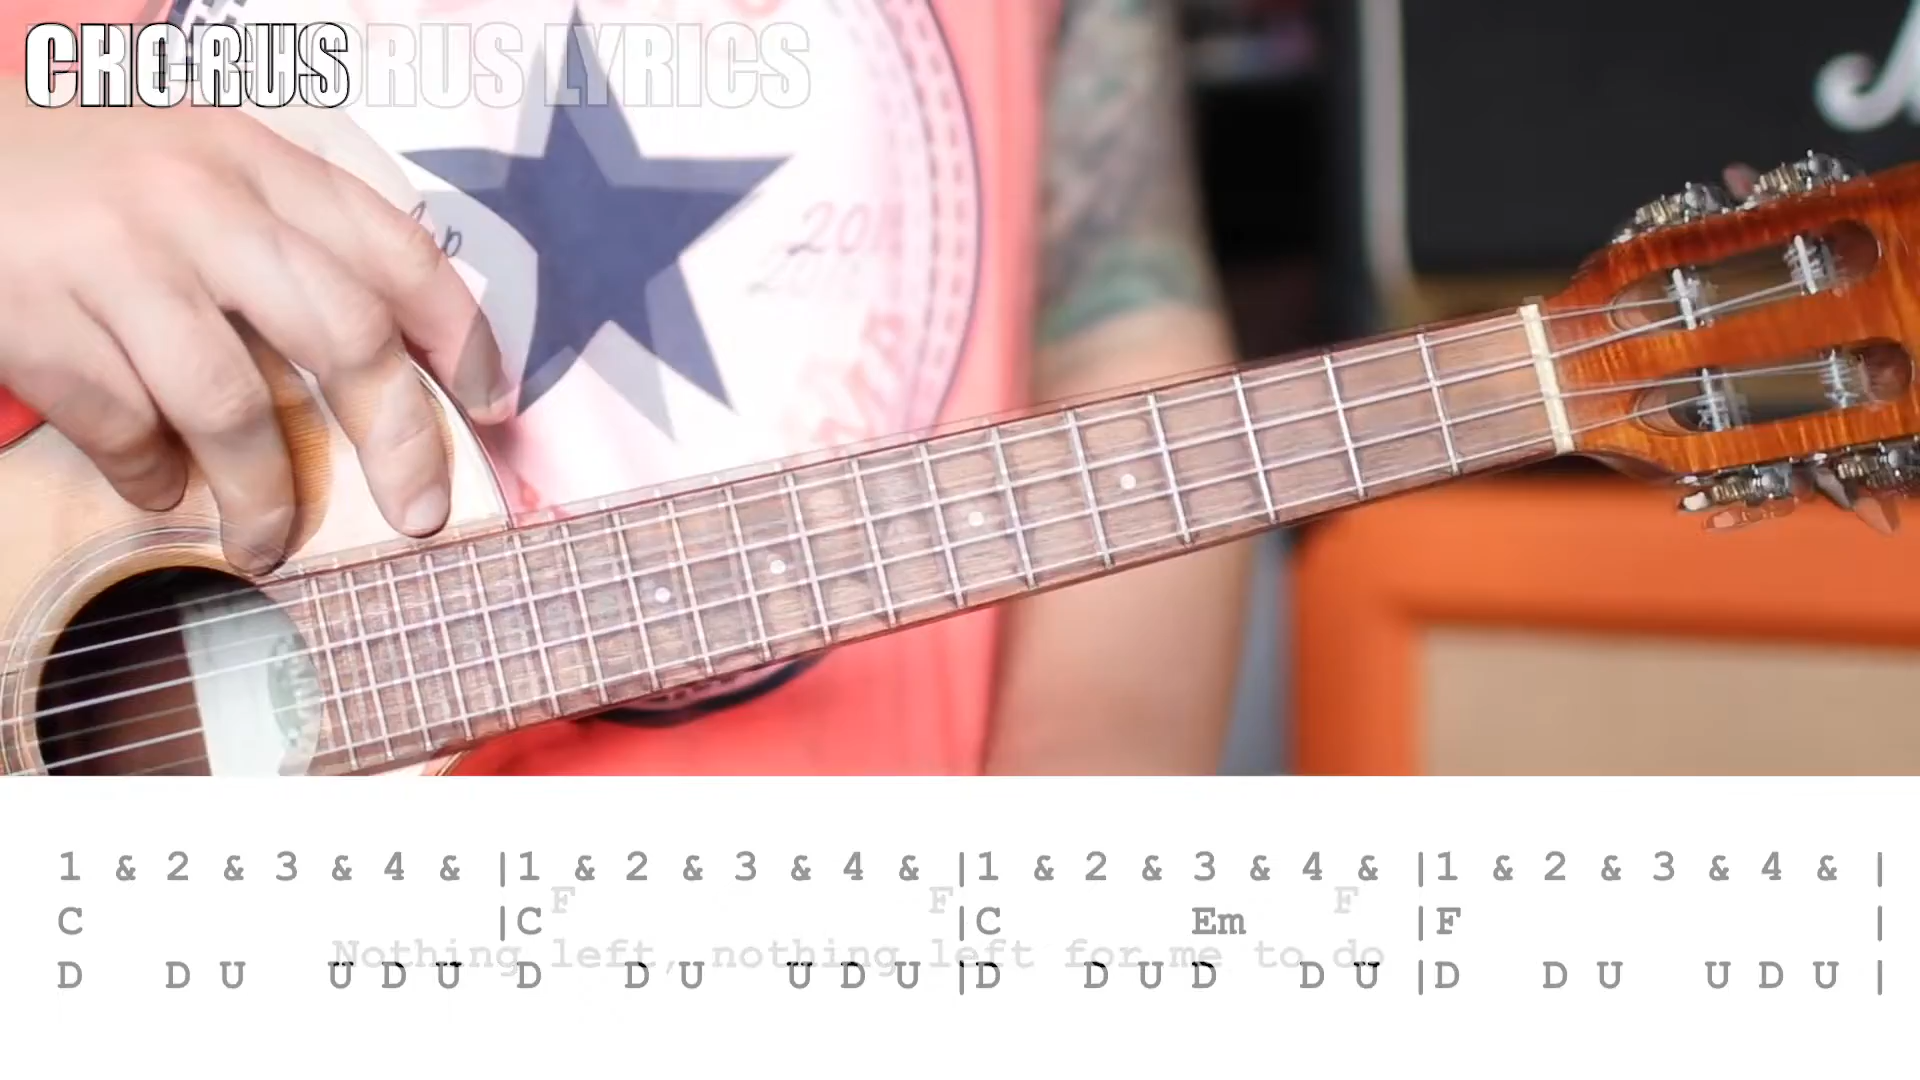 CHORUS
CHORUS LYRICS
201
1 & 2 & 3 & 4 & |1 & 2 & 3 & 4 & |1 & 2 & 3 & 4 & |1 & 2 & 3 & 4 & |
F F F
C |C |C Em |F |
Nothing left, nothing left for me to do
D D U U D U D D U U D U |D D U D D U |D D U U D U |